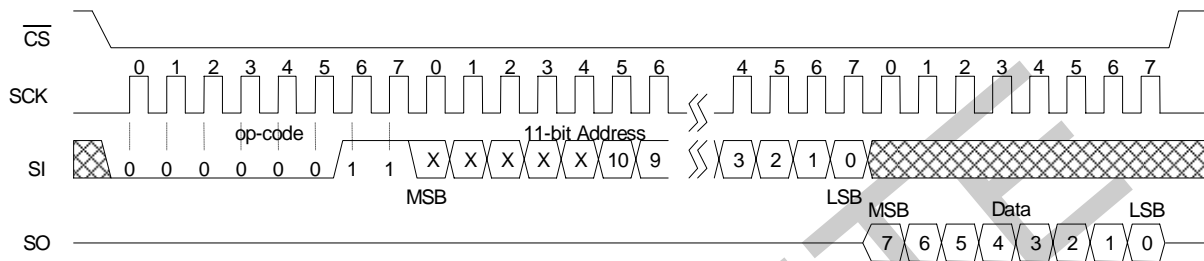 CS
0 1 2 3 4 5 6 7 0 1 2 3 4 5 6 4 5 6 7 0 1 2 3 4 5 6 7
SCK
op-code 11-bit Address
SI 0 0 0 0 0 0 1 1 X X X X X 10 9 3 2 1 0
MSB LSB MSB Data LSB
SO 7 6 5 4 3 2 1 0